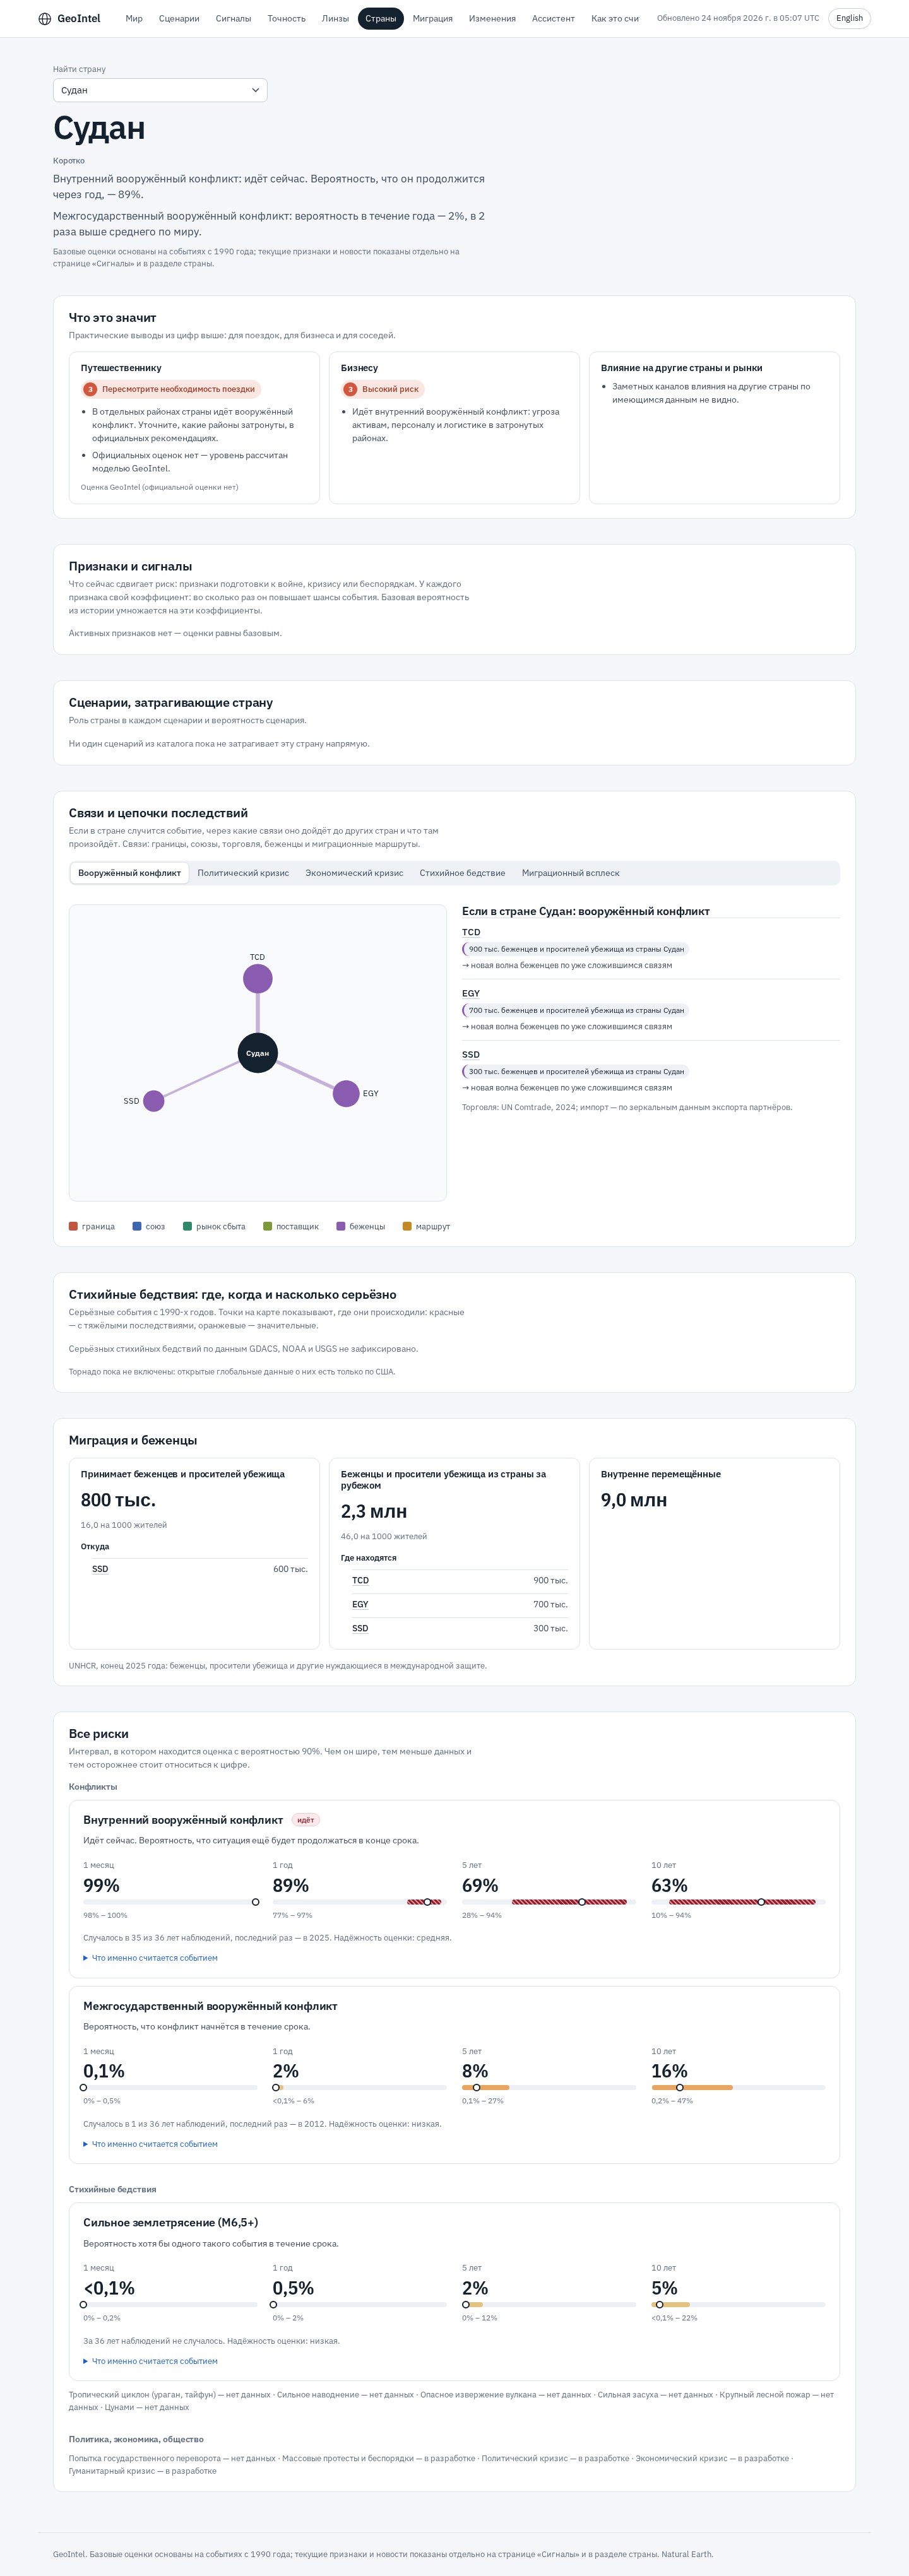 GeoIntel
Мир
Сценарии
Сигналы
Точность
Линзы
Страны
Миграция
Изменения
Ассистент
Как это счи
Обновлено 24 ноября 2026 г. в 05:07 UTC
English
Найти страну
Судан
Судан
Коротко
Внутренний вооружённый конфликт: идёт сейчас. Вероятность, что он продолжится
через год, — 89%.
Межгосударственный вооружённый конфликт: вероятность в течение года — 2%, в 2
раза выше среднего по миру.
Базовые оценки основаны на событиях с 1990 года; текущие признаки и новости показаны отдельно на
странице «Сигналы» и в разделе страны.
Что это значит
Практические выводы из цифр выше: для поездок, для бизнеса и для соседей.
Путешественнику
3 Пересмотрите необходимость поездки
• В отдельных районах страны идёт вооружённый
конфликт. Уточните, какие районы затронуты, в
официальных рекомендациях.
• Официальных оценок нет — уровень рассчитан
моделью GeoIntel.
Оценка GeoIntel (официальной оценки нет)
Бизнесу
3 Высокий риск
• Идёт внутренний вооружённый конфликт: угроза
активам, персоналу и логистике в затронутых
районах.
Влияние на другие страны и рынки
• Заметных каналов влияния на другие страны по
имеющимся данным не видно.
Признаки и сигналы
Что сейчас сдвигает риск: признаки подготовки к войне, кризису или беспорядкам. У каждого
признака свой коэффициент: во сколько раз он повышает шансы события. Базовая вероятность
из истории умножается на эти коэффициенты.
Активных признаков нет — оценки равны базовым.
Сценарии, затрагивающие страну
Роль страны в каждом сценарии и вероятность сценария.
Ни один сценарий из каталога пока не затрагивает эту страну напрямую.
Связи и цепочки последствий
Если в стране случится событие, через какие связи оно дойдёт до других стран и что там
произойдёт. Связи: границы, союзы, торговля, беженцы и миграционные маршруты.
Вооружённый конфликт
Политический кризис
Экономический кризис
Стихийное бедствие
Миграционный всплеск
TCD
Судан
SSD
EGY
Если в стране Судан: вооружённый конфликт
TCD
900 тыс. беженцев и просителей убежища из страны Судан
→ новая волна беженцев по уже сложившимся связям
EGY
700 тыс. беженцев и просителей убежища из страны Судан
→ новая волна беженцев по уже сложившимся связям
SSD
300 тыс. беженцев и просителей убежища из страны Судан
→ новая волна беженцев по уже сложившимся связям
Торговля: UN Comtrade, 2024; импорт — по зеркальным данным экспорта партнёров.
граница
союз
рынок сбыта
поставщик
беженцы
маршрут
Стихийные бедствия: где, когда и насколько серьёзно
Серьёзные события с 1990-х годов. Точки на карте показывают, где они происходили: красные
— с тяжёлыми последствиями, оранжевые — значительные.
Серьёзных стихийных бедствий по данным GDACS, NOAA и USGS не зафиксировано.
Торнадо пока не включены: открытые глобальные данные о них есть только по США.
Миграция и беженцы
Принимает беженцев и просителей убежища
800 тыс.
16,0 на 1000 жителей
Откуда
SSD 600 тыс.
Беженцы и просители убежища из страны за
рубежом
2,3 млн
46,0 на 1000 жителей
Где находятся
TCD 900 тыс.
EGY 700 тыс.
SSD 300 тыс.
Внутренне перемещённые
9,0 млн
UNHCR, конец 2025 года: беженцы, просители убежища и другие нуждающиеся в международной защите.
Все риски
Интервал, в котором находится оценка с вероятностью 90%. Чем он шире, тем меньше данных и
тем осторожнее стоит относиться к цифре.
Конфликты
Внутренний вооружённый конфликт идёт
Идёт сейчас. Вероятность, что ситуация ещё будет продолжаться в конце срока.
1 месяц
99%
98% – 100%
1 год
89%
77% – 97%
5 лет
69%
28% – 94%
10 лет
63%
10% – 94%
Случалось в 35 из 36 лет наблюдений, последний раз — в 2025. Надёжность оценки: средняя.
▶ Что именно считается событием
Межгосударственный вооружённый конфликт
Вероятность, что конфликт начнётся в течение срока.
1 месяц
0,1%
0% – 0,5%
1 год
2%
<0,1% – 6%
5 лет
8%
0,1% – 27%
10 лет
16%
0,2% – 47%
Случалось в 1 из 36 лет наблюдений, последний раз — в 2012. Надёжность оценки: низкая.
▶ Что именно считается событием
Стихийные бедствия
Сильное землетрясение (M6,5+)
Вероятность хотя бы одного такого события в течение срока.
1 месяц
<0,1%
0% – 0,2%
1 год
0,5%
0% – 2%
5 лет
2%
0% – 12%
10 лет
5%
<0,1% – 22%
За 36 лет наблюдений не случалось. Надёжность оценки: низкая.
▶ Что именно считается событием
Тропический циклон (ураган, тайфун) — нет данных · Сильное наводнение — нет данных · Опасное извержение вулкана — нет данных · Сильная засуха — нет данных · Крупный лесной пожар — нет
данных · Цунами — нет данных
Политика, экономика, общество
Попытка государственного переворота — нет данных · Массовые протесты и беспорядки — в разработке · Политический кризис — в разработке · Экономический кризис — в разработке ·
Гуманитарный кризис — в разработке
GeoIntel. Базовые оценки основаны на событиях с 1990 года; текущие признаки и новости показаны отдельно на странице «Сигналы» и в разделе страны. Natural Earth.